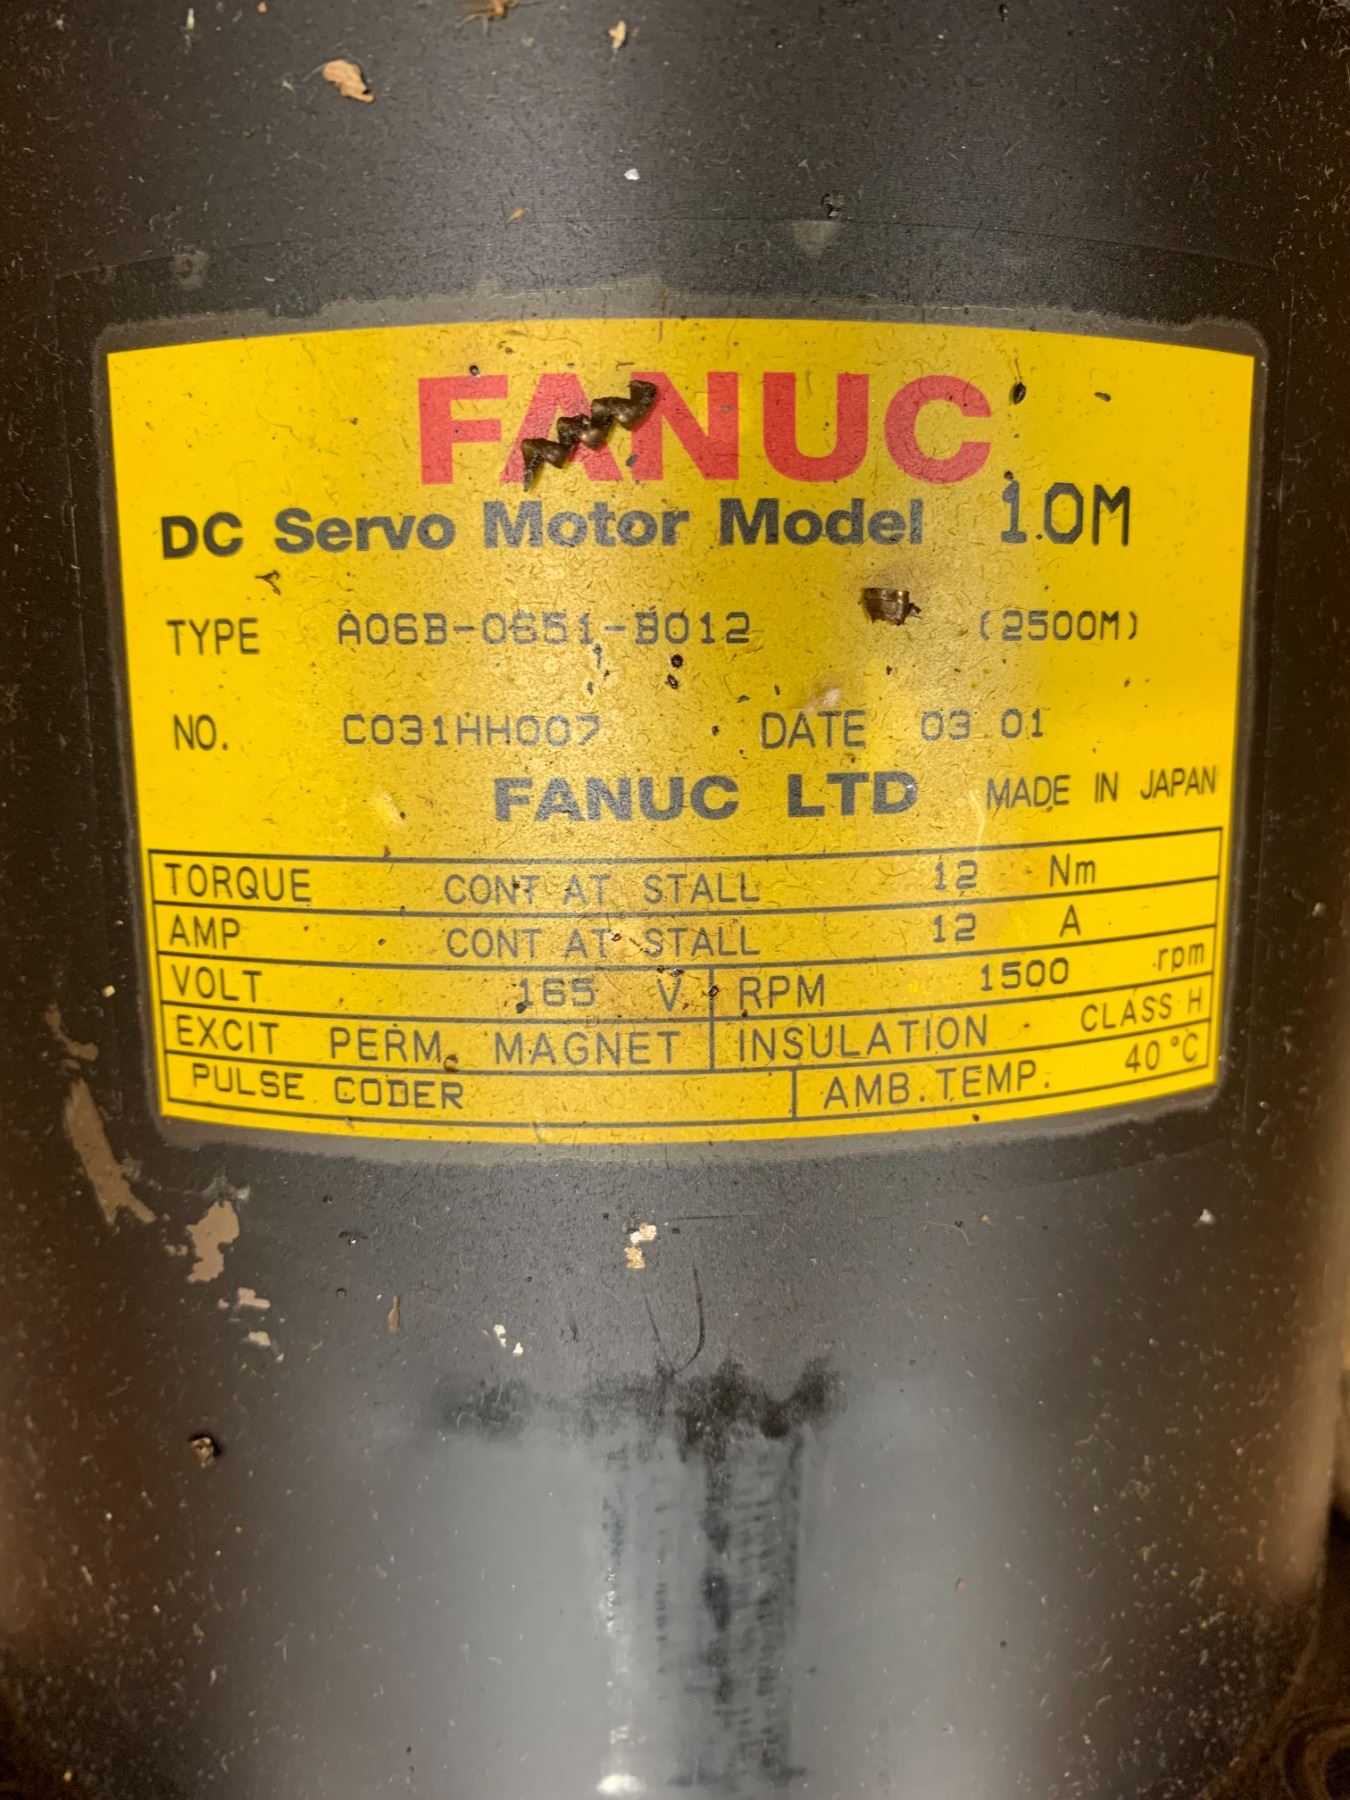 FANUC
DC Servo Motor Model 10M
TYPE A06B-0651-B012 (2500M)
NO. C031HH007 DATE 03 01
FANUC LTD MADE IN JAPAN
TORQUE CONT AT STALL 12 Nm
AMP CONT AT STALL 12 A
VOLT 165 V RPM 1500 rpm
EXCIT PERM. MAGNET INSULATION CLASS H
PULSE CODER AMB. TEMP. 40 °C